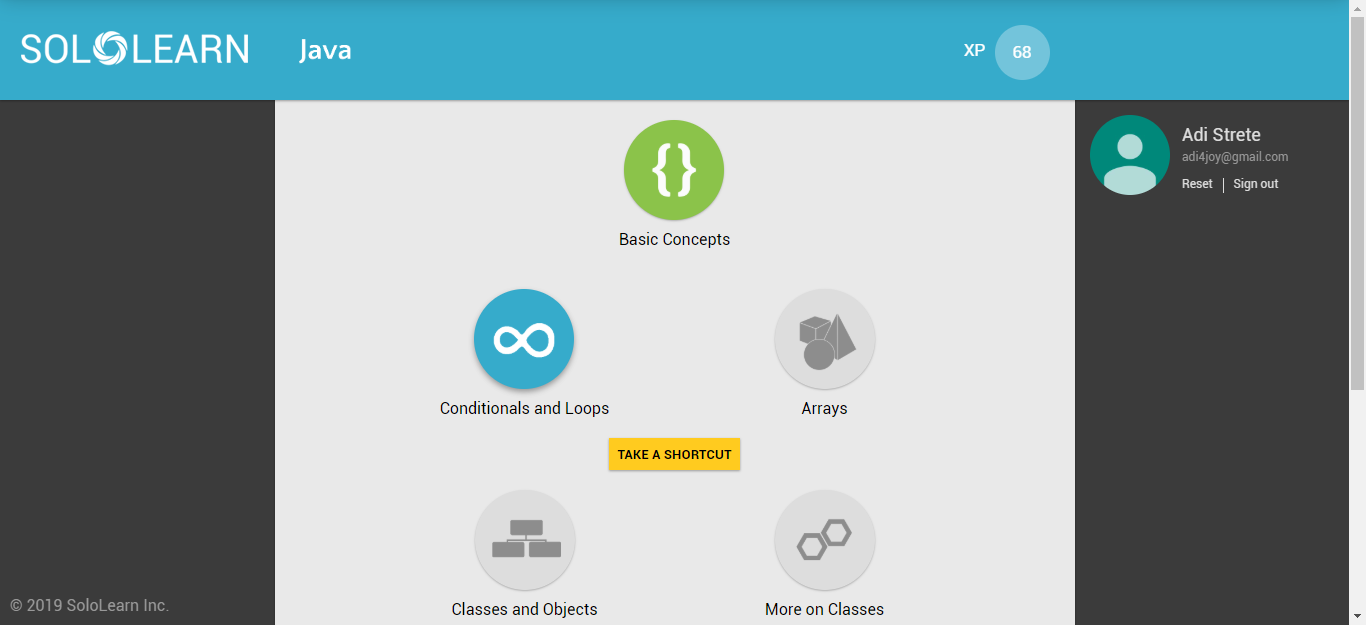 SOLOLEARN
Java
XP 68
Adi Strete
adi4joy@gmail.com
Reset | Sign out
{}
Basic Concepts
Conditionals and Loops
Arrays
TAKE A SHORTCUT
Classes and Objects
More on Classes
© 2019 SoloLearn Inc.